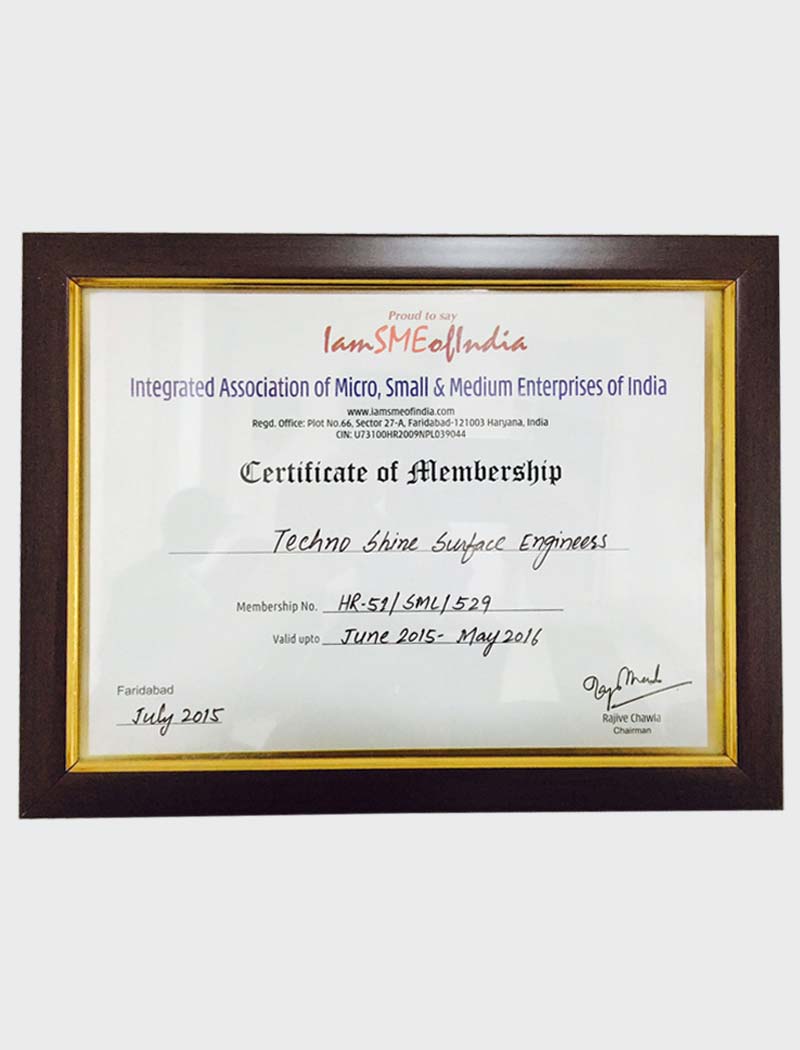 Proud to say
IamSMEofIndia
Integrated Association of Micro, Small & Medium Enterprises of India
www.iamsmeofindia.com
Regd. Office: Plot No.66, Sector 27-A, Faridabad-121003 Haryana, India
CIN: U73100HR2009NPL039044
Certificate of Membership
Techno Shine Surface Engineers
Membership No. HR-51/SML/529
Valid upto June 2015- May 2016
Faridabad
July 2015
Rajive Chawla
Chairman